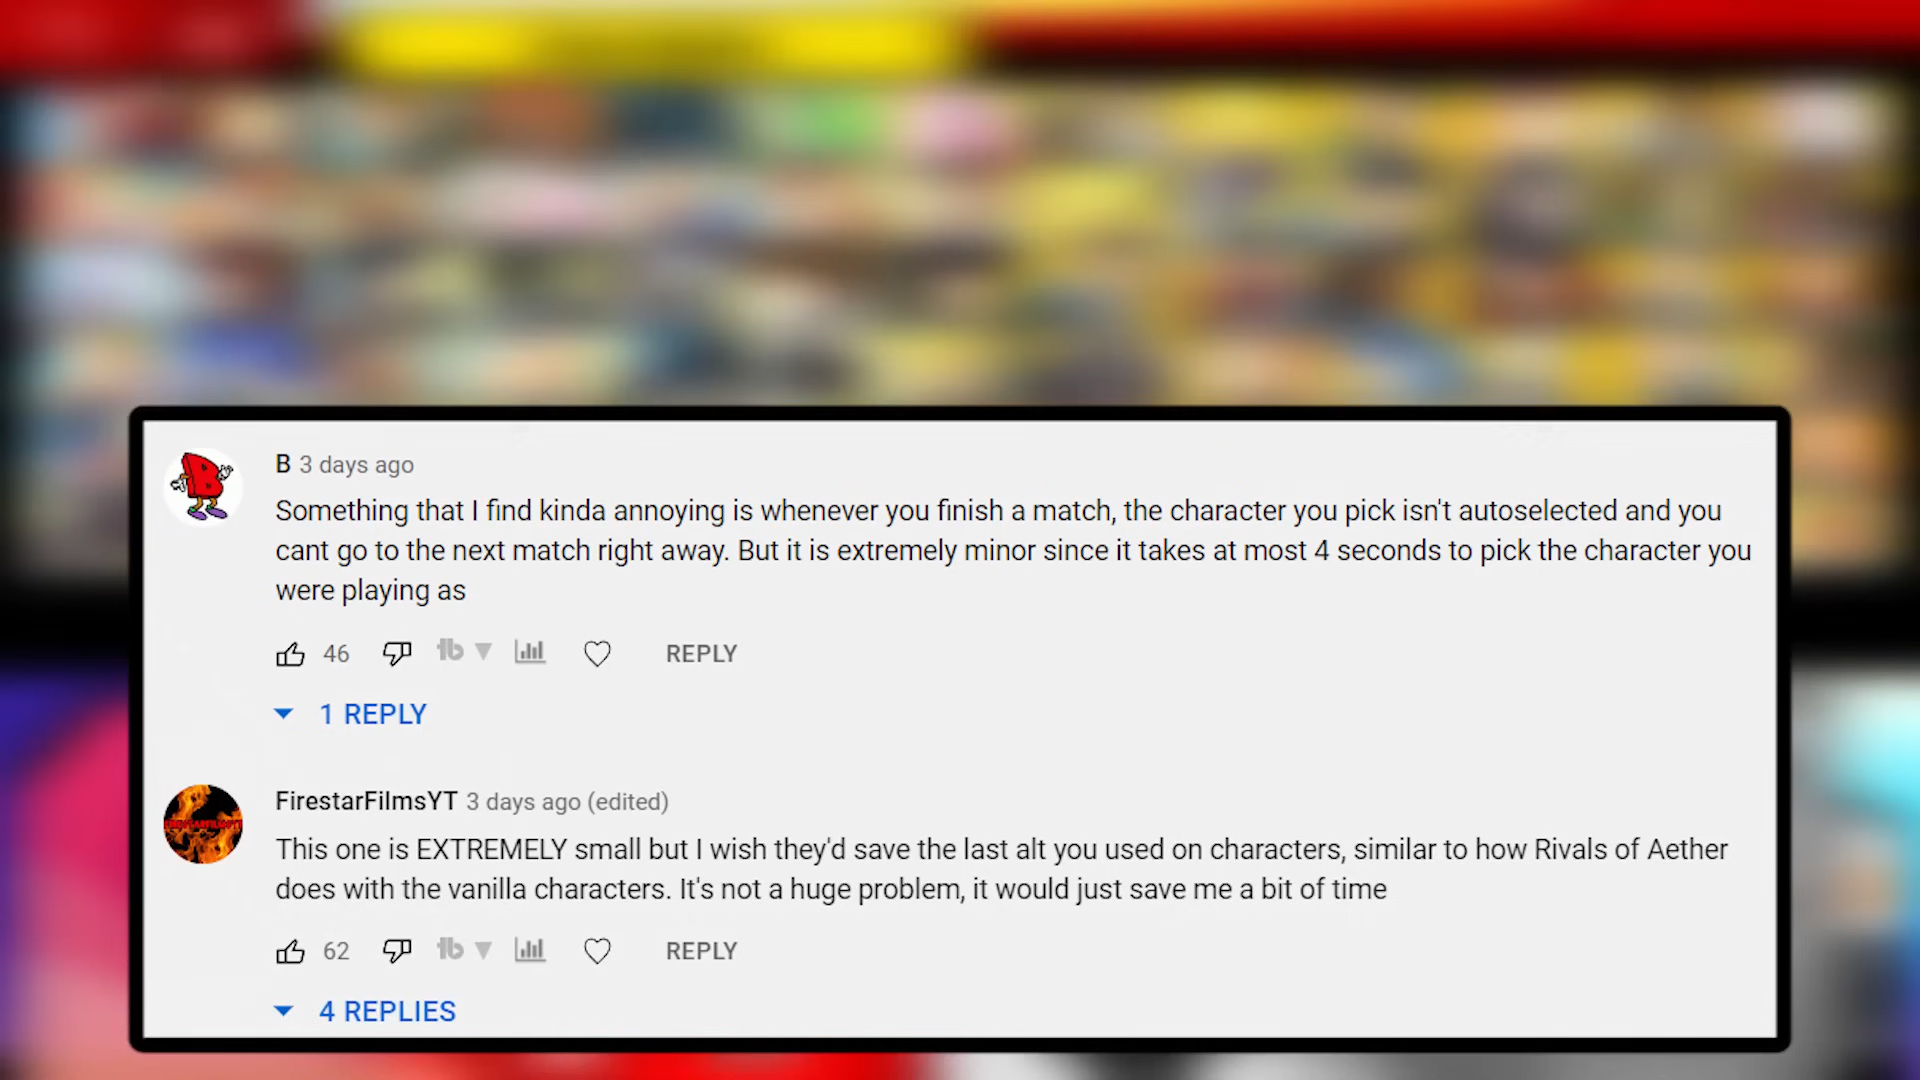 B 3 days ago
Something that I find kinda annoying is whenever you finish a match, the character you pick isn't autoselected and you
cant go to the next match right away. But it is extremely minor since it takes at most 4 seconds to pick the character you
were playing as
46 tb REPLY
1 REPLY
FirestarFilmsYT 3 days ago (edited)
This one is EXTREMELY small but I wish they'd save the last alt you used on characters, similar to how Rivals of Aether
does with the vanilla characters. It's not a huge problem, it would just save me a bit of time
62 tb REPLY
4 REPLIES